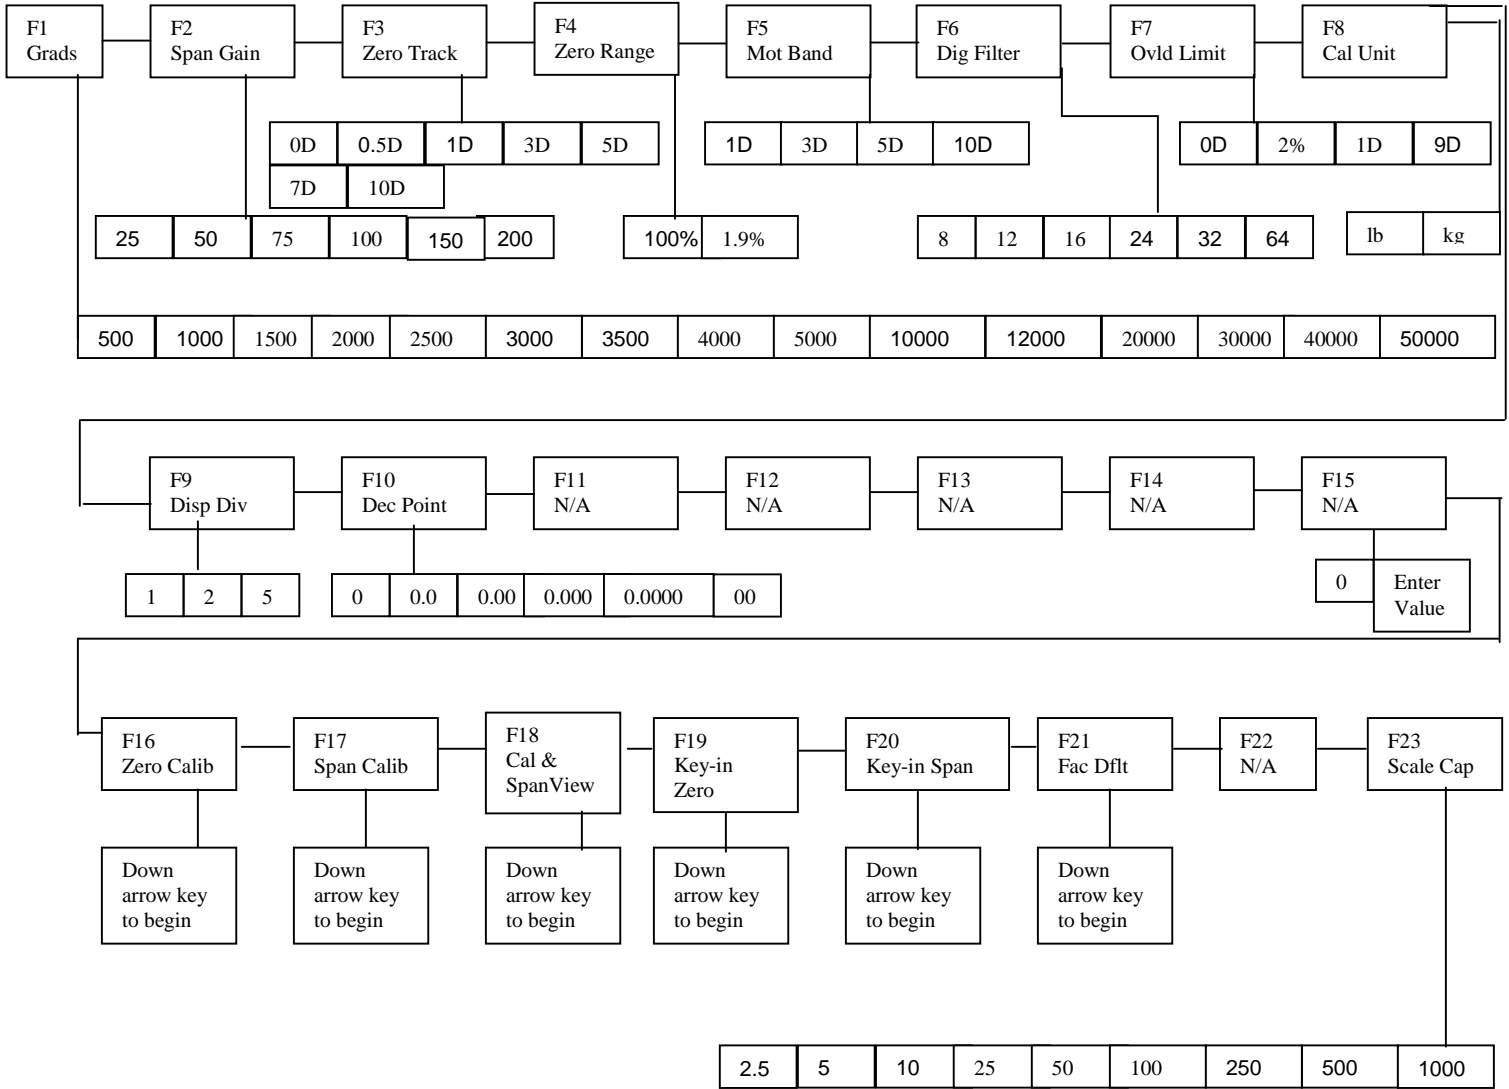 F1
Grads
F2
Span Gain
F3
Zero Track
F4
Zero Range
F5
Mot Band
F6
Dig Filter
F7
Ovld Limit
F8
Cal Unit
0D 0.5D 1D 3D 5D
7D 10D
1D 3D 5D 10D
0D 2% 1D 9D
25 50 75 100 150 200
100% 1.9%
8 12 16 24 32 64
lb kg
500 1000 1500 2000 2500 3000 3500 4000 5000 10000 12000 20000 30000 40000 50000
F9
Disp Div
F10
Dec Point
F11
N/A
F12
N/A
F13
N/A
F14
N/A
F15
N/A
1 2 5
0 0.0 0.00 0.000 0.0000 00
0
Enter
Value
F16
Zero Calib
F17
Span Calib
F18
Cal &
SpanView
F19
Key-in
Zero
F20
Key-in Span
F21
Fac Dflt
F22
N/A
F23
Scale Cap
Down
arrow key
to begin
Down
arrow key
to begin
Down
arrow key
to begin
Down
arrow key
to begin
Down
arrow key
to begin
Down
arrow key
to begin
2.5 5 10 25 50 100 250 500 1000